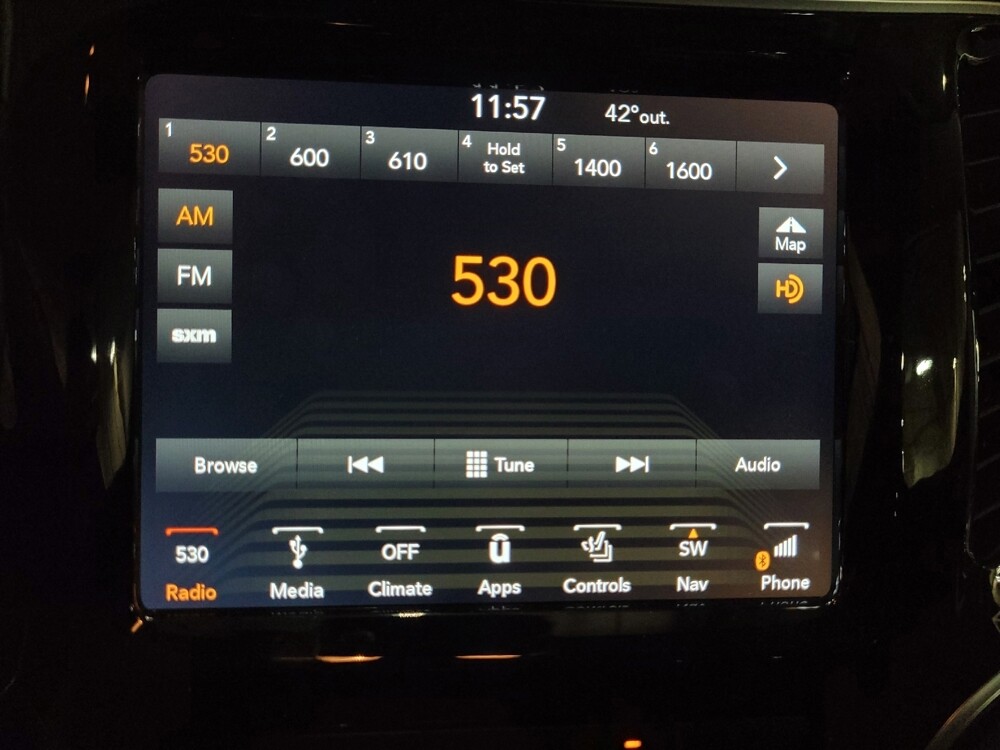 11:57 42°out.
1 530 2 600 3 610 4 Hold to Set 5 1400 6 1600
AM
Map
FM
530
HD
sxm
Browse Tune Audio
530 OFF SW
Radio Media Climate Apps Controls Nav Phone